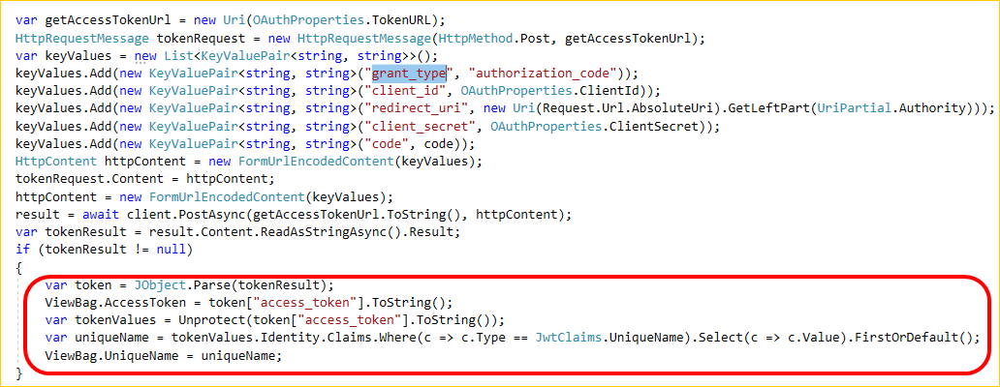 var getAccessTokenUrl = new Uri(OAuthProperties.TokenURL);
HttpRequestMessage tokenRequest = new HttpRequestMessage(HttpMethod.Post, getAccessTokenUrl);
var keyValues = new List<KeyValuePair<string, string>>();
keyValues.Add(new KeyValuePair<string, string>("grant_type", "authorization_code"));
keyValues.Add(new KeyValuePair<string, string>("client_id", OAuthProperties.ClientId));
keyValues.Add(new KeyValuePair<string, string>("redirect_uri", new Uri(Request.Url.AbsoluteUri).GetLeftPart(UriPartial.Authority)));
keyValues.Add(new KeyValuePair<string, string>("client_secret", OAuthProperties.ClientSecret));
keyValues.Add(new KeyValuePair<string, string>("code", code));
HttpContent httpContent = new FormUrlEncodedContent(keyValues);
tokenRequest.Content = httpContent;
httpContent = new FormUrlEncodedContent(keyValues);
result = await client.PostAsync(getAccessTokenUrl.ToString(), httpContent);
var tokenResult = result.Content.ReadAsStringAsync().Result;
if (tokenResult != null)
{
var token = JObject.Parse(tokenResult);
ViewBag.AccessToken = token["access_token"].ToString();
var tokenValues = Unprotect(token["access_token"].ToString());
var uniqueName = tokenValues.Identity.Claims.Where(c => c.Type == JwtClaims.UniqueName).Select(c => c.Value).FirstOrDefault();
ViewBag.UniqueName = uniqueName;
}